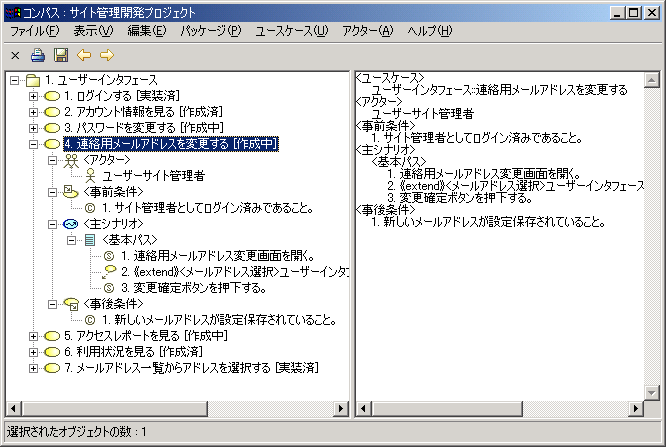 コンパス：サイト管理開発プロジェクト
ファイル(F) 表示(V) 編集(E) パッケージ(P) ユースケース(U) アクター(A) ヘルプ(H)
1. ユーザーインタフェース
1. ログインする [実装済]
2. アカウント情報を見る [作成済]
3. パスワードを変更する [作成中]
4. 連絡用メールアドレスを変更する [作成中]
<アクター>
ユーザーサイト管理者
<事前条件>
© 1. サイト管理者としてログイン済みであること。
<主シナリオ>
<基本パス>
Ⓢ 1. 連絡用メールアドレス変更画面を開く。
2. 《extend》<メールアドレス選択>ユーザーインタフ
Ⓢ 3. 変更確定ボタンを押下する。
<事後条件>
© 1. 新しいメールアドレスが設定保存されていること。
5. アクセスレポートを見る [作成中]
6. 利用状況を見る [作成済]
7. メールアドレス一覧からアドレスを選択する [実装済]
<ユースケース>
ユーザーインタフェース::連絡用メールアドレスを変更する
<アクター>
ユーザーサイト管理者
<事前条件>
1. サイト管理者としてログイン済みであること。
<主シナリオ>
<基本パス>
1. 連絡用メールアドレス変更画面を開く。
2. 《extend》<メールアドレス選択>ユーザーインタフェース
3. 変更確定ボタンを押下する。
<事後条件>
1. 新しいメールアドレスが設定保存されていること。
選択されたオブジェクトの数：1